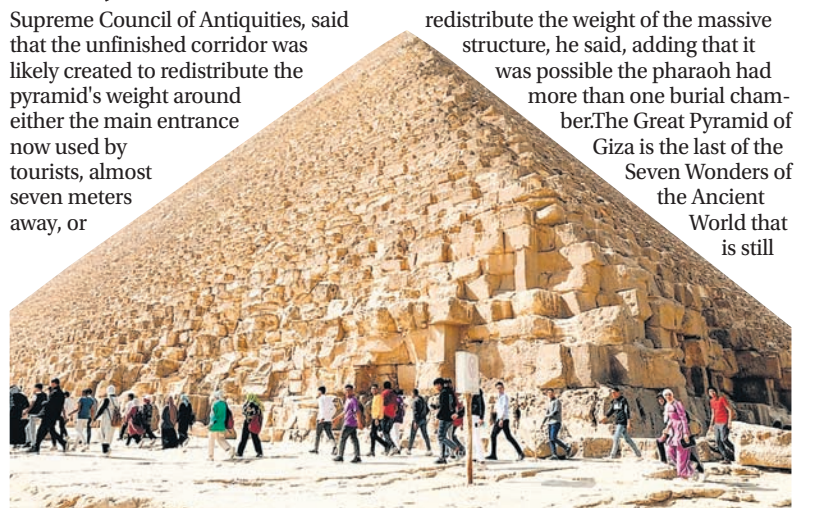 Supreme Council of Antiquities, said
that the unfinished corridor was
likely created to redistribute the
pyramid's weight around
either the main entrance
now used by
tourists, almost
seven meters
away, or
redistribute the weight of the massive
structure, he said, adding that it
was possible the pharaoh had
more than one burial cham-
ber.The Great Pyramid of
Giza is the last of the
Seven Wonders of
the Ancient
World that
is still